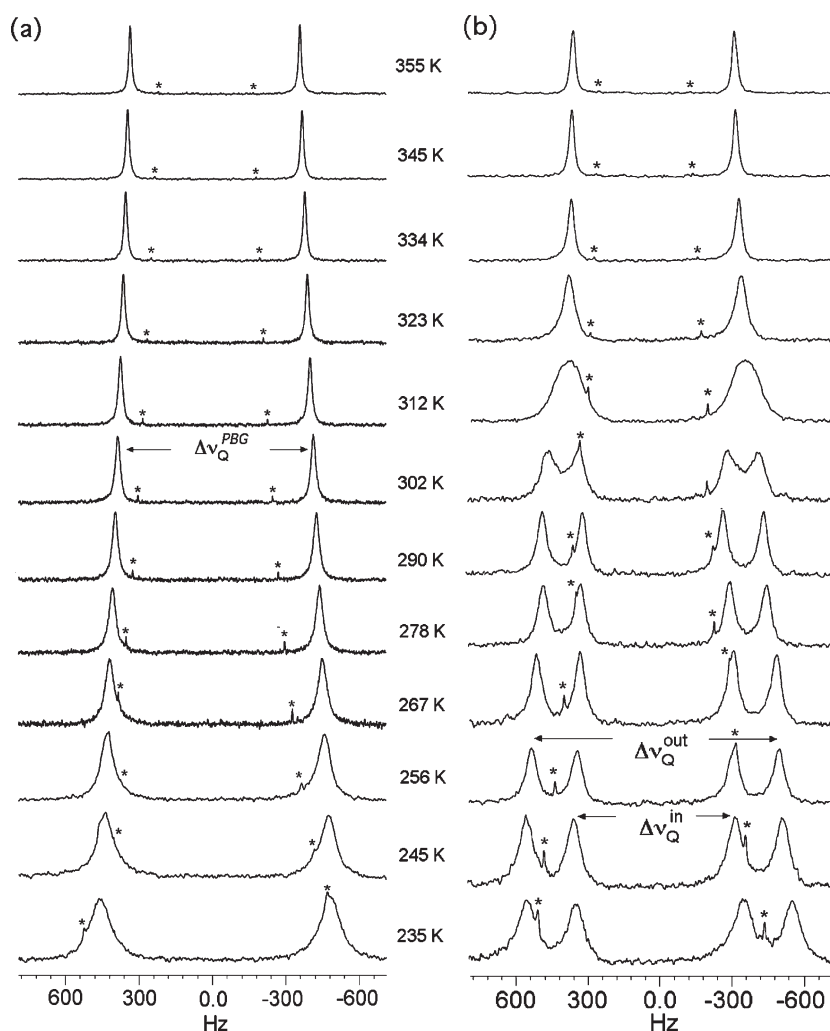 (a) (b)
* * 355 K * *
* * 345 K * *
* * 334 K * *
* * 323 K * *
* * 312 K * *
Δν_Q^PBG
* * 302 K *
* * 290 K * *
* * 278 K * *
* * 267 K * *
Δν_Q^out
* * 256 K * *
Δν_Q^in
* * 245 K * *
* * 235 K * *
600 300 0.0 -300 -600 600 300 0.0 -300 -600
Hz Hz